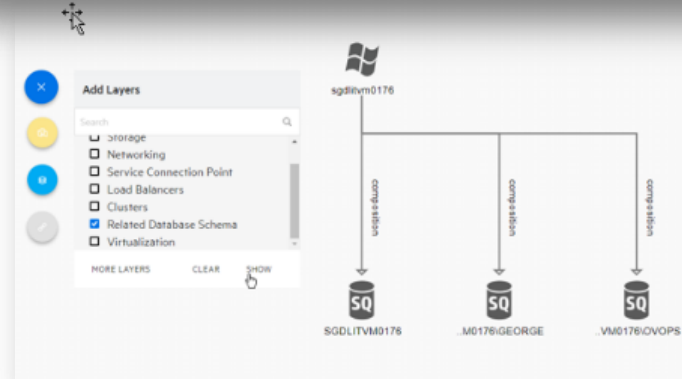 sgdlitvm0176
Add Layers
Search
Storage
Networking
Service Connection Point
Load Balancers
Clusters
Related Database Schema
Virtualization
MORE LAYERS CLEAR SHOW
composition
composition
composition
SQ
SQ
SQ
SGDLITVM0176
..M0176\GEORGE
..VM0176\OVOPS